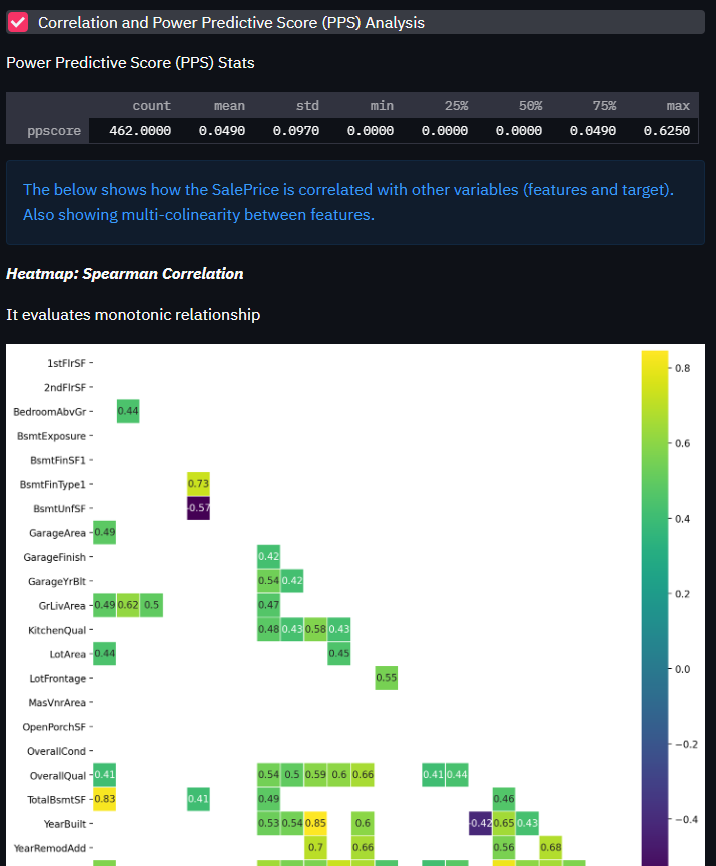 Correlation and Power Predictive Score (PPS) Analysis
Power Predictive Score (PPS) Stats
count mean std min 25% 50% 75% max
ppscore 462.0000 0.0490 0.0970 0.0000 0.0000 0.0000 0.0490 0.6250
The below shows how the SalePrice is correlated with other variables (features and target).
Also showing multi-colinearity between features.
Heatmap: Spearman Correlation
It evaluates monotonic relationship
1stFlrSF
2ndFlrSF
BedroomAbvGr 0.44
BsmtExposure
BsmtFinSF1
BsmtFinType1 0.73
BsmtUnfSF -0.57
GarageArea 0.49
GarageFinish 0.42
GarageYrBlt 0.54 0.42
GrLivArea 0.49 0.62 0.5 0.47
KitchenQual 0.48 0.43 0.58 0.43
LotArea 0.44 0.45
LotFrontage 0.55
MasVnrArea
OpenPorchSF
OverallCond
OverallQual 0.41 0.54 0.5 0.59 0.6 0.66 0.41 0.44
TotalBsmtSF 0.83 0.41 0.49 0.46
YearBuilt 0.53 0.54 0.85 0.6 -0.42 0.65 0.43
YearRemodAdd 0.7 0.66 0.56 0.68
0.8
0.6
0.4
0.2
0.0
−0.2
−0.4